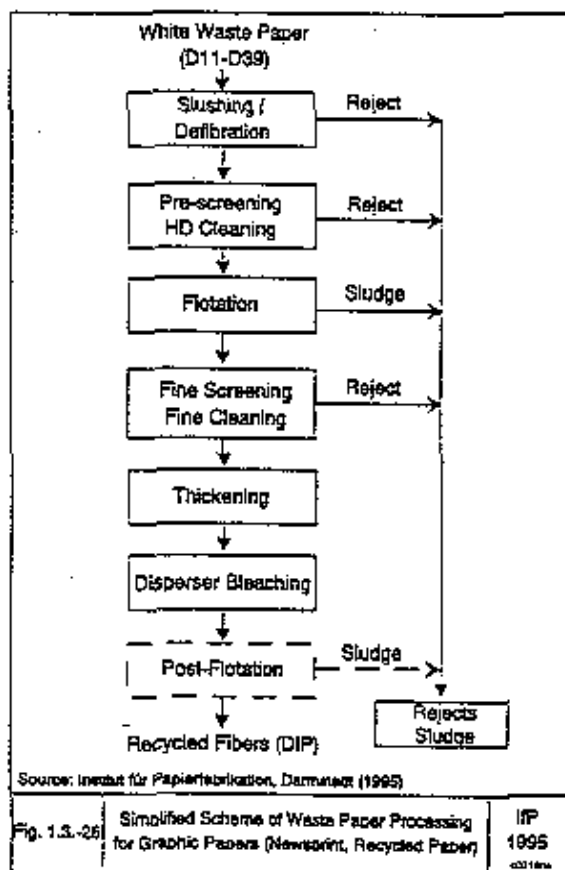 White Waste Paper
(D11-D39)
Slushing /
Defibration
Reject
Pre-screening
HD Cleaning
Reject
Flotation
Sludge
Fine Screening
Fine Cleaning
Reject
Thickening
Disperser Bleaching
Post-Flotation
Sludge
Rejects
Sludge
Recycled Fibers (DIP)
Source: Institut für Papierfabrikation, Darmstadt (1995)
Fig. 1.3.-26
Simplified Scheme of Waste Paper Processing
for Graphic Papers (Newsprint, Recycled Paper)
IfP
1995